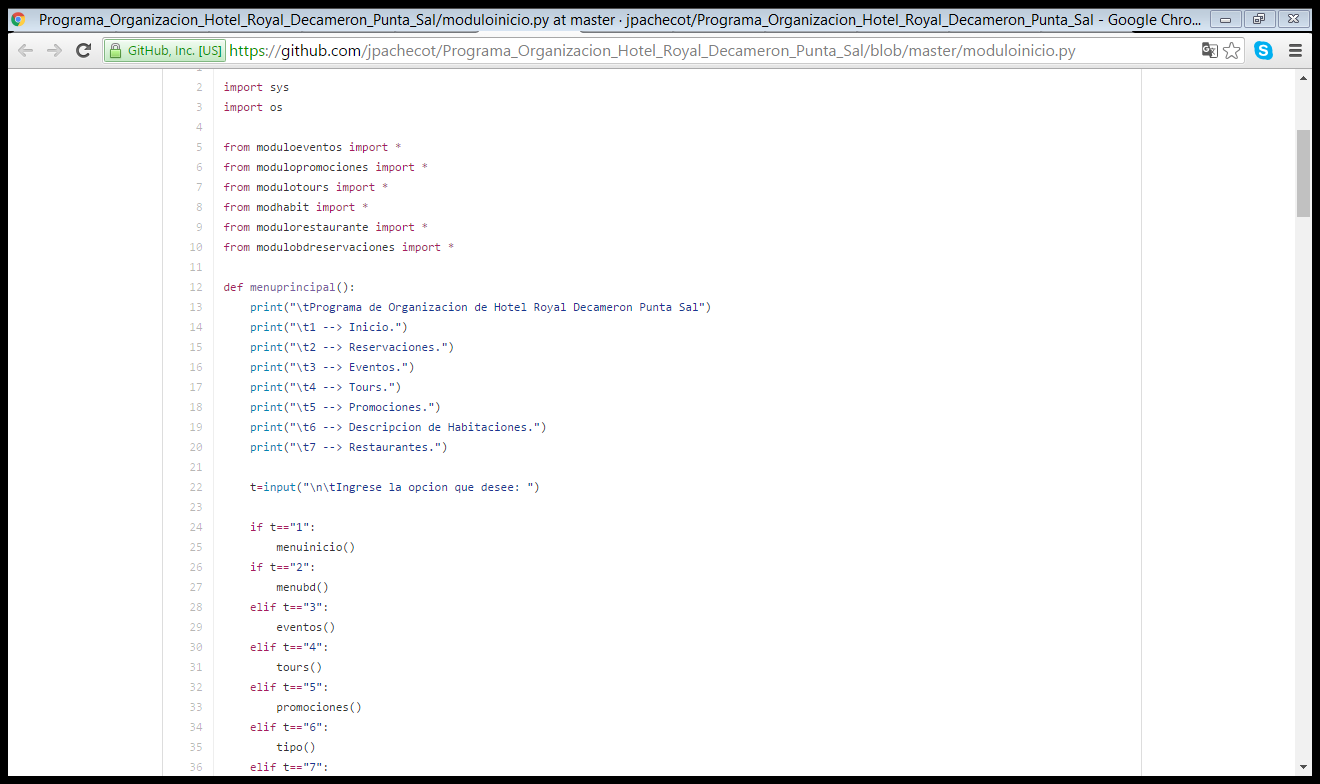 Programa_Organizacion_Hotel_Royal_Decameron_Punta_Sal/moduloinicio.py at master · jpachecot/Programa_Organizacion_Hotel_Royal_Decameron_Punta_Sal - Google Chro...
GitHub, Inc. [US] https://github.com/jpachecot/Programa_Organizacion_Hotel_Royal_Decameron_Punta_Sal/blob/master/moduloinicio.py
1
2 import sys
3 import os
4
5 from moduloeventos import *
6 from modulopromociones import *
7 from modulotours import *
8 from modhabit import *
9 from modulorestaurante import *
10 from modulobdreservaciones import *
11
12 def menuprincipal():
13     print("\tPrograma de Organizacion de Hotel Royal Decameron Punta Sal")
14     print("\t1 --> Inicio.")
15     print("\t2 --> Reservaciones.")
16     print("\t3 --> Eventos.")
17     print("\t4 --> Tours.")
18     print("\t5 --> Promociones.")
19     print("\t6 --> Descripcion de Habitaciones.")
20     print("\t7 --> Restaurantes.")
21
22     t=input("\n\tIngrese la opcion que desee: ")
23
24     if t=="1":
25         menuinicio()
26     if t=="2":
27         menubd()
28     elif t=="3":
29         eventos()
30     elif t=="4":
31         tours()
32     elif t=="5":
33         promociones()
34     elif t=="6":
35         tipo()
36     elif t=="7":